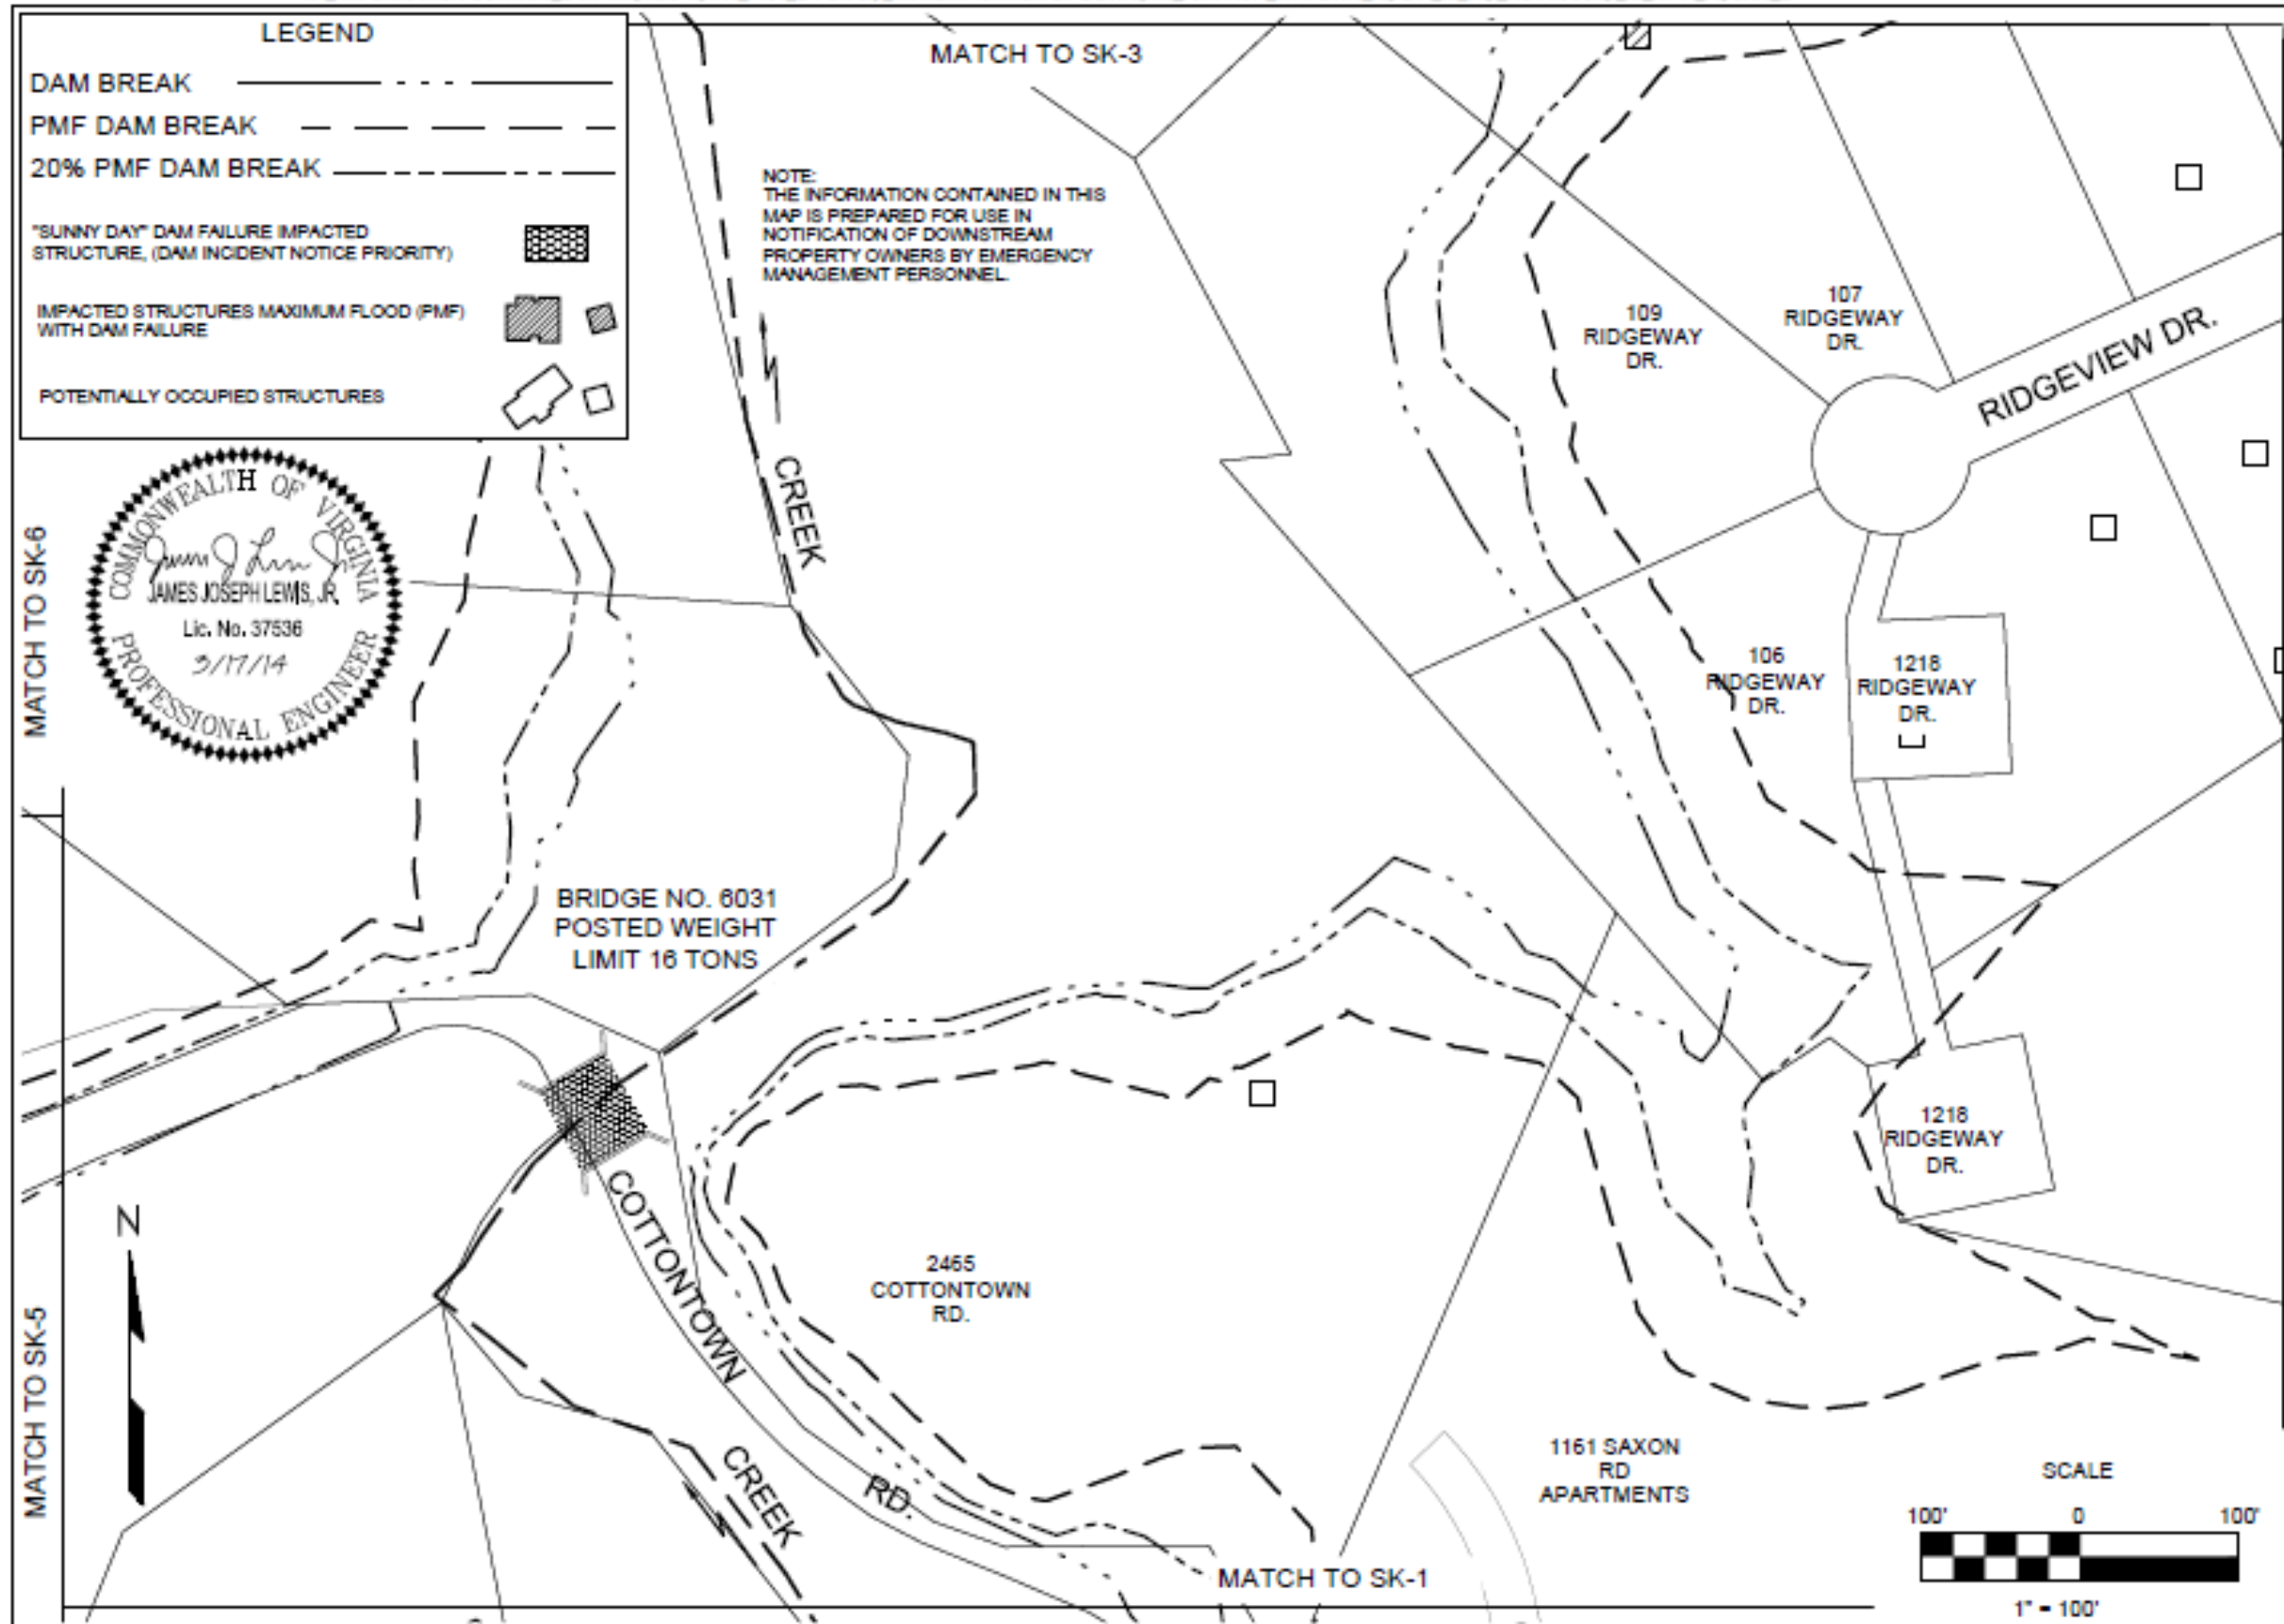 LEGEND
DAM BREAK
PMF DAM BREAK
20% PMF DAM BREAK
"SUNNY DAY" DAM FAILURE IMPACTED
STRUCTURE, (DAM INCIDENT NOTICE PRIORITY)
IMPACTED STRUCTURES MAXIMUM FLOOD (PMF)
WITH DAM FAILURE
POTENTIALLY OCCUPIED STRUCTURES
MATCH TO SK-3
NOTE:
THE INFORMATION CONTAINED IN THIS
MAP IS PREPARED FOR USE IN
NOTIFICATION OF DOWNSTREAM
PROPERTY OWNERS BY EMERGENCY
MANAGEMENT PERSONNEL.
109
RIDGEWAY
DR.
107
RIDGEWAY
DR.
RIDGEVIEW DR.
CREEK
COMMONWEALTH OF VIRGINIA
JAMES JOSEPH LEWIS, JR.
Lic. No. 37536
3/17/14
PROFESSIONAL ENGINEER
MATCH TO SK-6
106
RIDGEWAY
DR.
1218
RIDGEWAY
DR.
BRIDGE NO. 6031
POSTED WEIGHT
LIMIT 16 TONS
1218
RIDGEWAY
DR.
N
COTTONTOWN
RD.
2465
COTTONTOWN
RD.
MATCH TO SK-5
CREEK
1161 SAXON
RD
APARTMENTS
MATCH TO SK-1
SCALE
100' 0 100'
1" = 100'